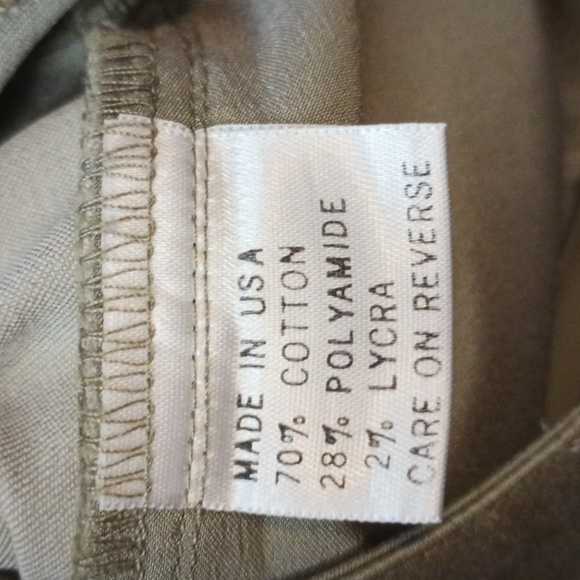 MADE IN USA
70% COTTON
28% POLYAMIDE
2% LYCRA
CARE ON REVERSE